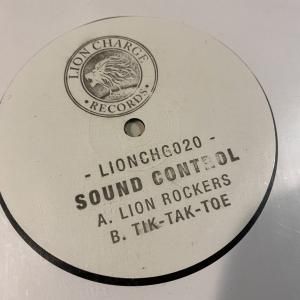 LION CHARGE
• RECORDS •
- LIONCHG020 -
SOUND CONTROL
A. LION ROCKERS
B. TIK-TAK-TOE